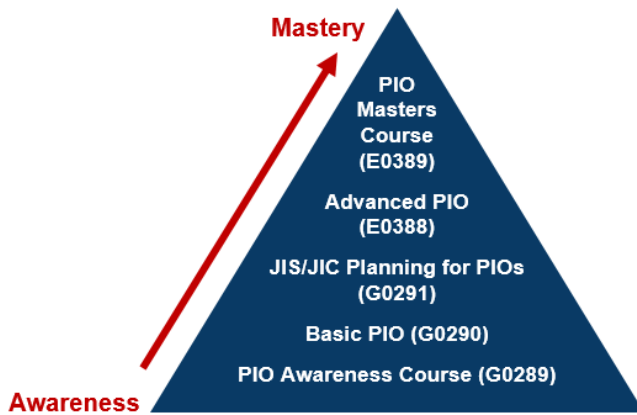 Mastery
PIO
Masters
Course
(E0389)
Advanced PIO
(E0388)
JIS/JIC Planning for PIOs
(G0291)
Basic PIO (G0290)
PIO Awareness Course (G0289)
Awareness